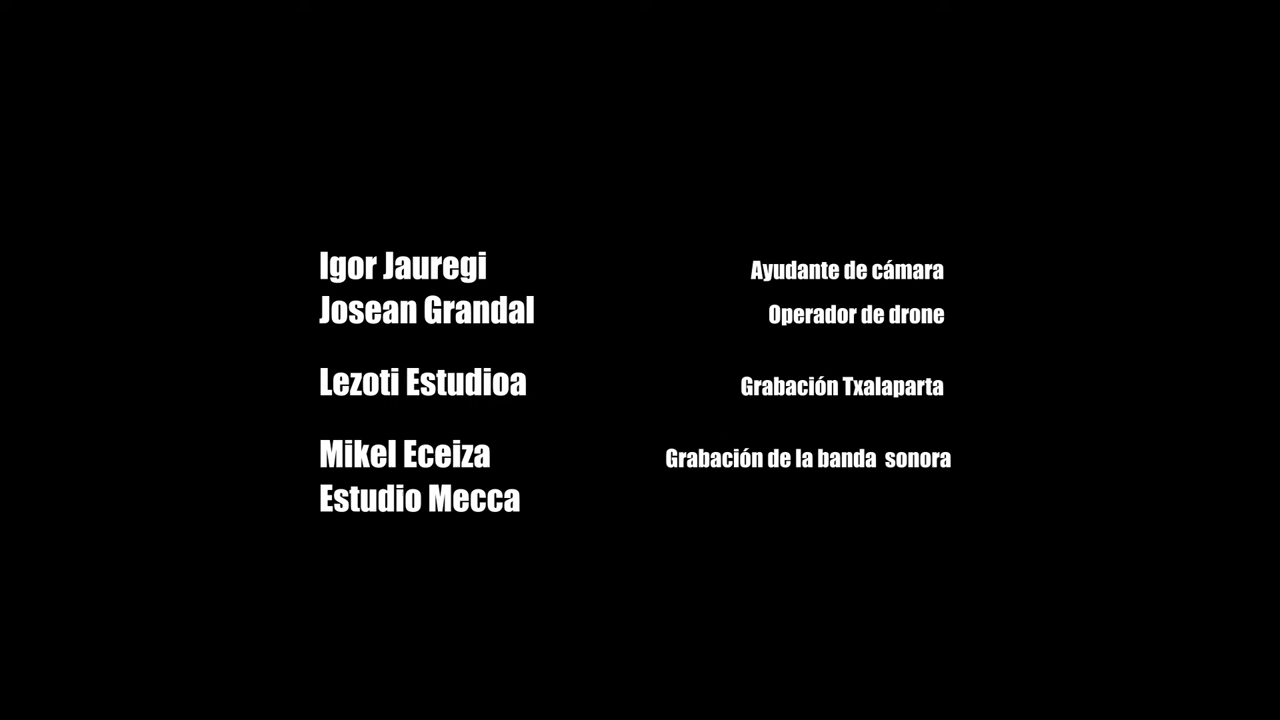 Igor Jauregi Ayudante de cámara
Josean Grandal Operador de drone
Lezoti Estudioa Grabación Txalaparta
Mikel Eceiza Grabación de la banda sonora
Estudio Mecca